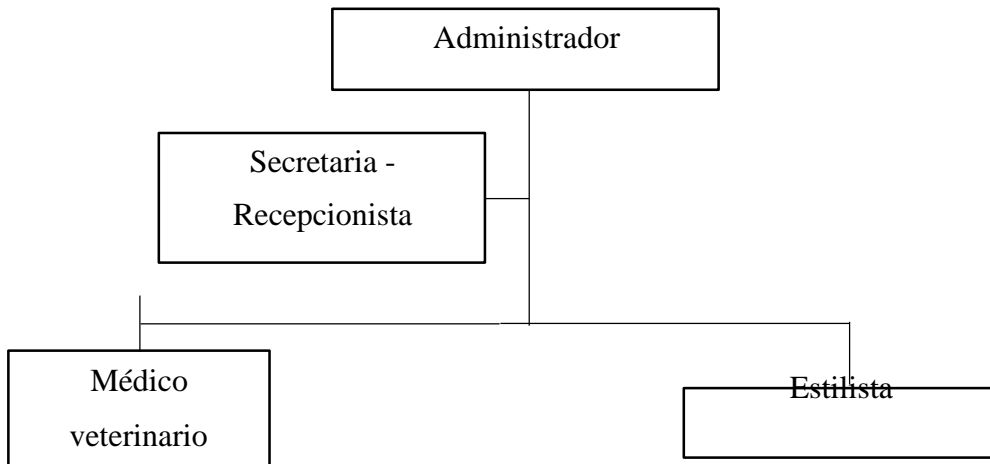 Administrador
Secretaria -
Recepcionista
Médico
veterinario
Estilista